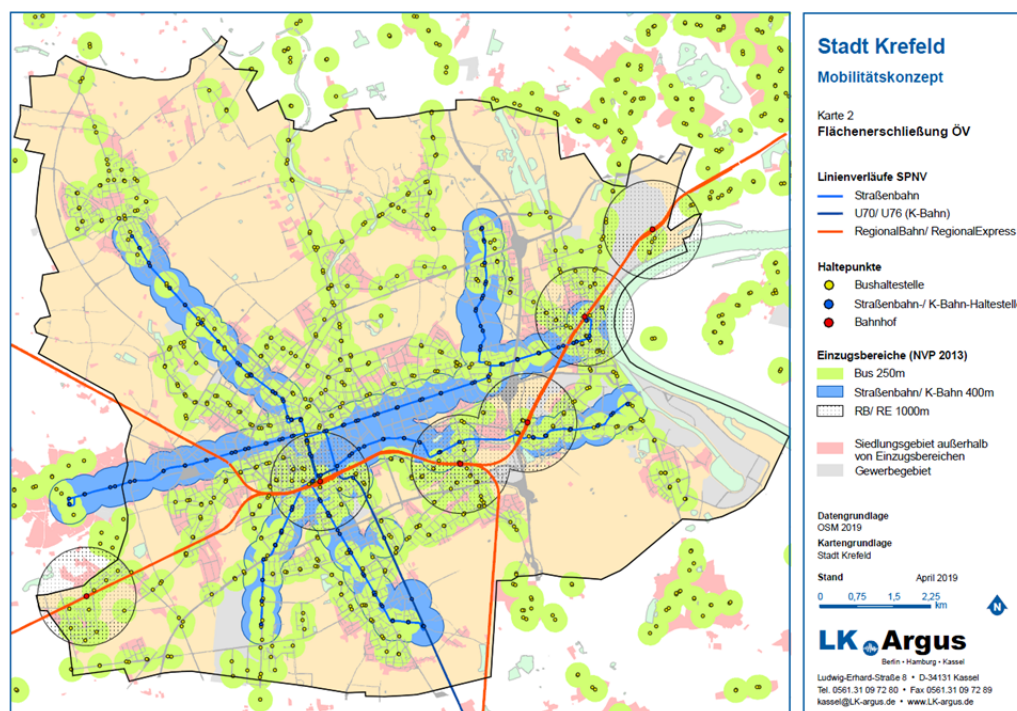 Stadt Krefeld
Mobilitätskonzept
Karte 2
Flächenerschließung ÖV
Linienverläufe SPNV
Straßenbahn
U70/ U76 (K-Bahn)
RegionalBahn/ RegionalExpress
Haltepunkte
Bushaltestelle
Straßenbahn-/ K-Bahn-Haltestelle
Bahnhof
Einzugsbereiche (NVP 2013)
Bus 250m
Straßenbahn/ K-Bahn 400m
RB/ RE 1000m
Siedlungsgebiet außerhalb
von Einzugsbereichen
Gewerbegebiet
Datengrundlage
OSM 2019
Kartengrundlage
Stadt Krefeld
Stand April 2019
0 0,75 1,5 2,25
km
N
LK Argus
Berlin • Hamburg • Kassel
Ludwig-Erhard-Straße 8 • D-34131 Kassel
Tel. 0561.31 09 72 80 • Fax 0561.31 09 72 89
kassel@LK-argus.de • www.LK-argus.de